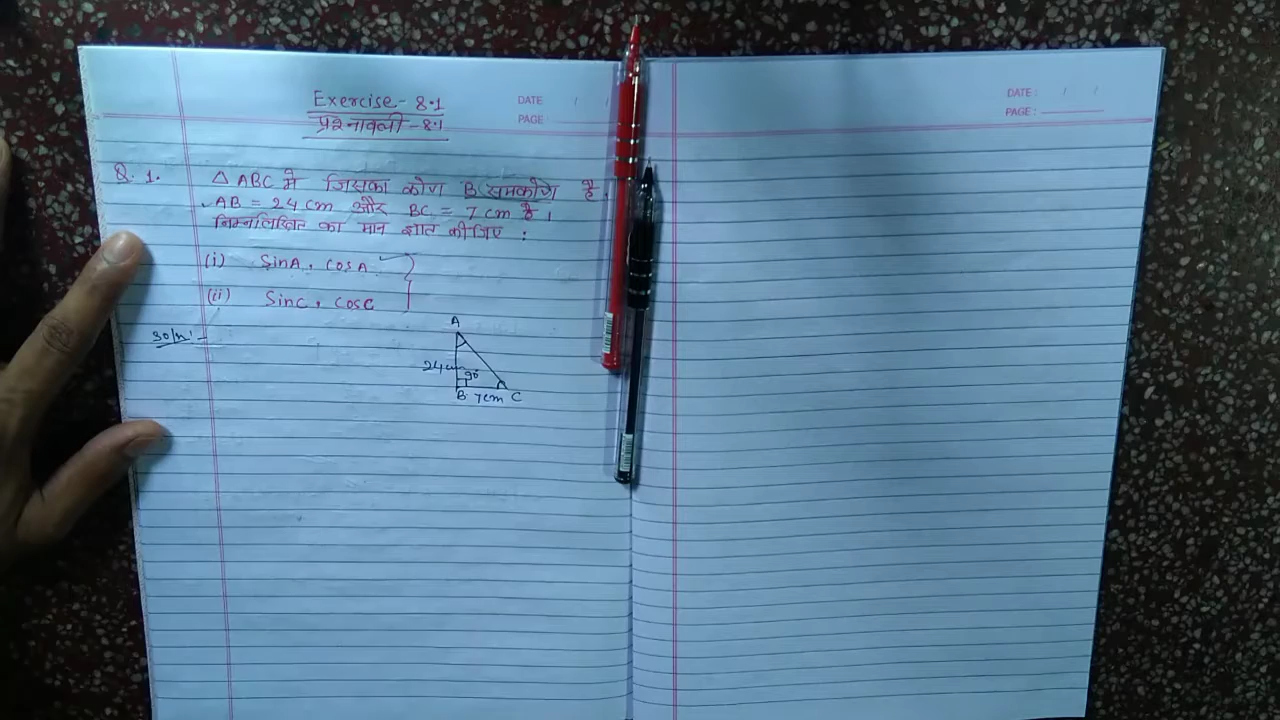 Exercise - 8.1
प्रश्नावली - 8.1
DATE / /
PAGE :
Q. 1. △ ABC में जिसका कोण B समकोण है,
AB = 24 cm और BC = 7 cm है।
निम्नलिखित का मान ज्ञात कीजिए :
(i) SinA, cosA
(ii) SinC, cosC
Soln:-
A
24cm
90
B 7cm C
DATE : / /
PAGE :